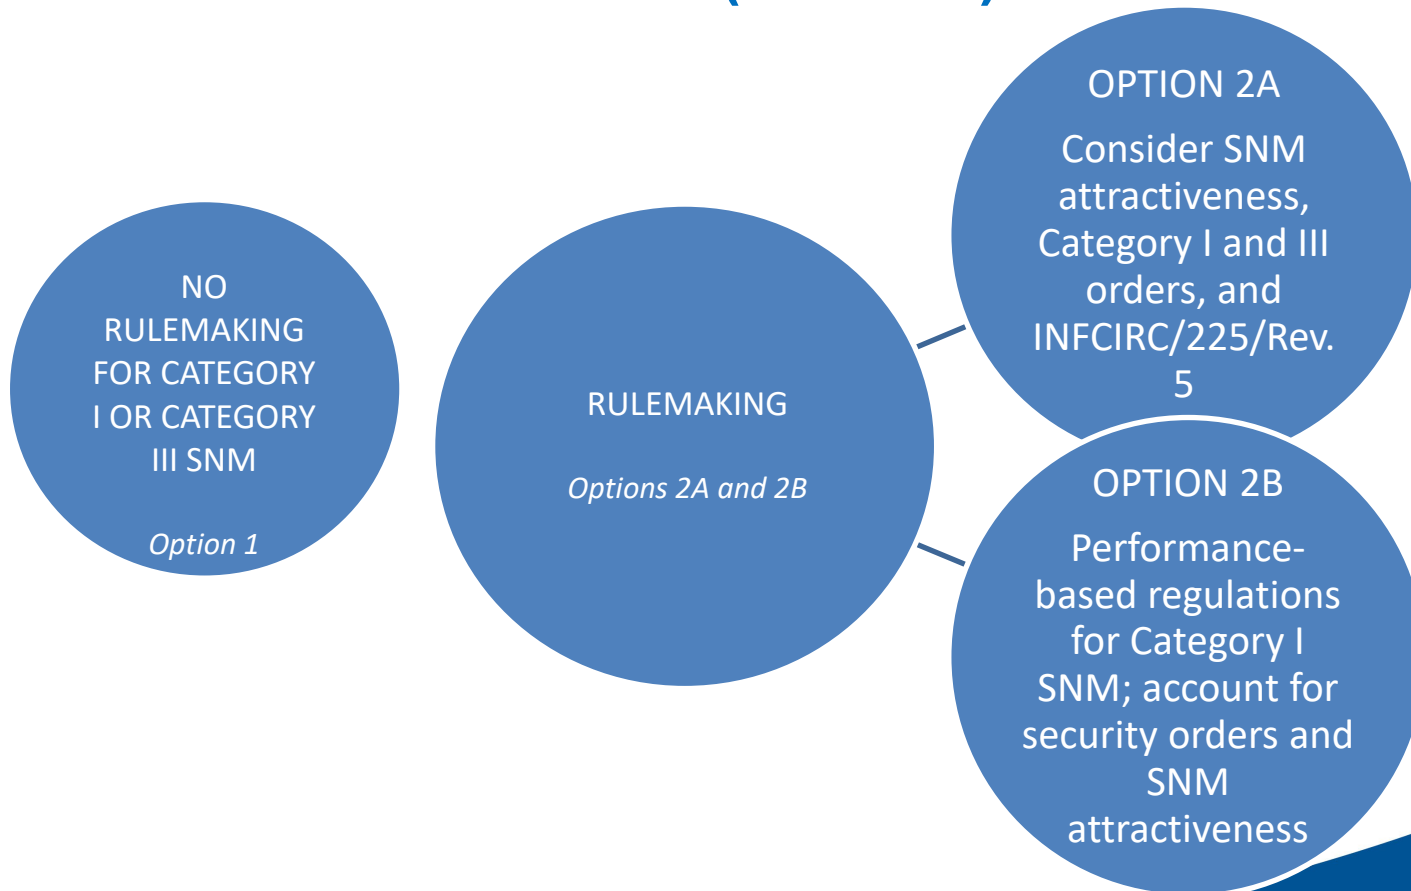 NO
RULEMAKING
FOR CATEGORY
I OR CATEGORY
III SNM
Option 1
RULEMAKING
Options 2A and 2B
OPTION 2A
Consider SNM
attractiveness,
Category I and III
orders, and
INFCIRC/225/Rev.
5
OPTION 2B
Performance-
based regulations
for Category I
SNM; account for
security orders and
SNM
attractiveness